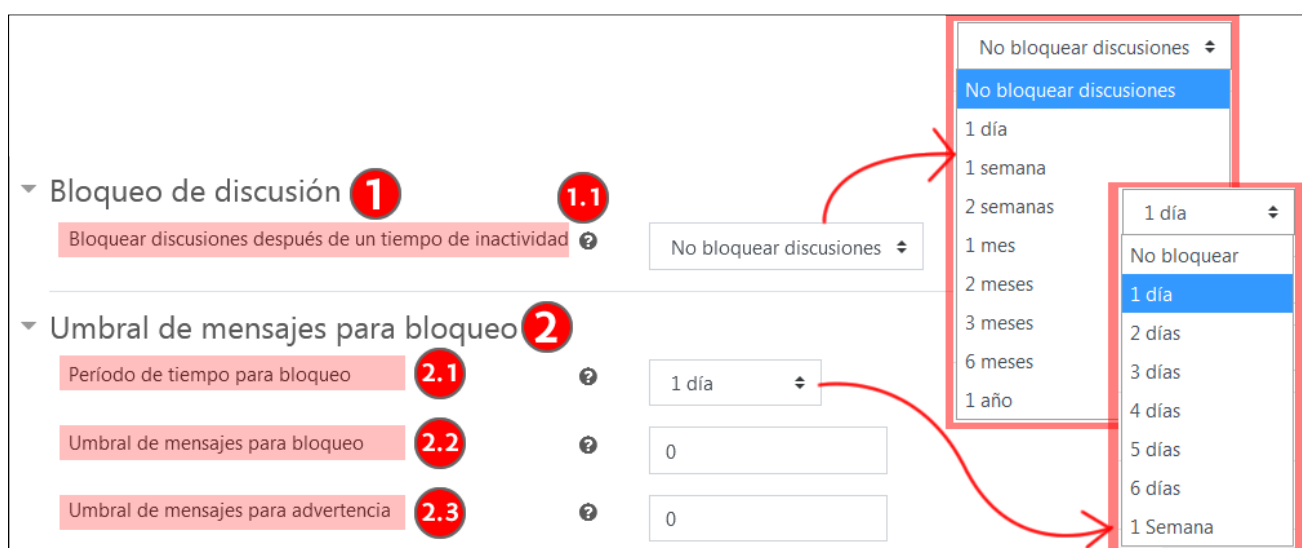 Bloqueo de discusión 1
1.1
Bloquear discusiones después de un tiempo de inactividad
No bloquear discusiones
No bloquear discusiones
No bloquear discusiones
1 día
1 semana
2 semanas
1 mes
2 meses
3 meses
6 meses
1 año
Umbral de mensajes para bloqueo 2
Período de tiempo para bloqueo 2.1
1 día
1 día
No bloquear
1 día
2 días
3 días
4 días
5 días
6 días
1 Semana
Umbral de mensajes para bloqueo 2.2
0
Umbral de mensajes para advertencia 2.3
0